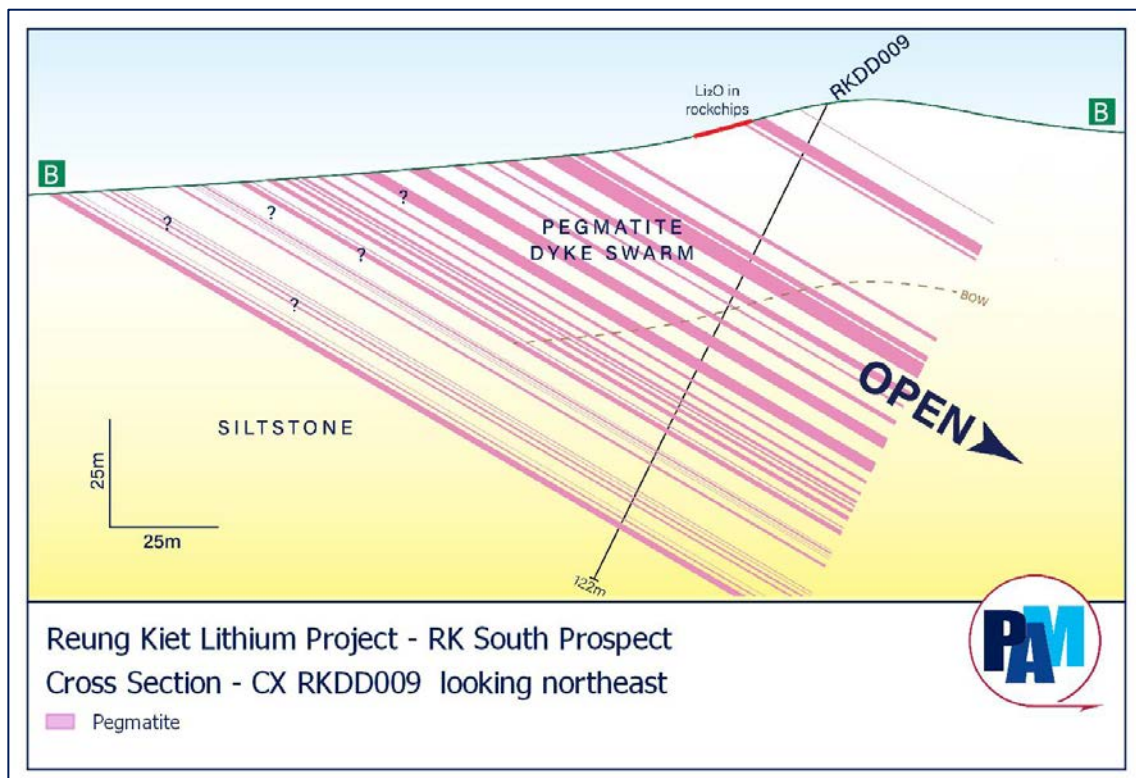 RKDD009
Li₂O in
rockchips
B
B
?
?
?
?
?
PEGMATITE
DYKE SWARM
BOW
OPEN
SILTSTONE
25m
25m
122m
Reung Kiet Lithium Project - RK South Prospect
Cross Section - CX RKDD009 looking northeast
Pegmatite
PAM